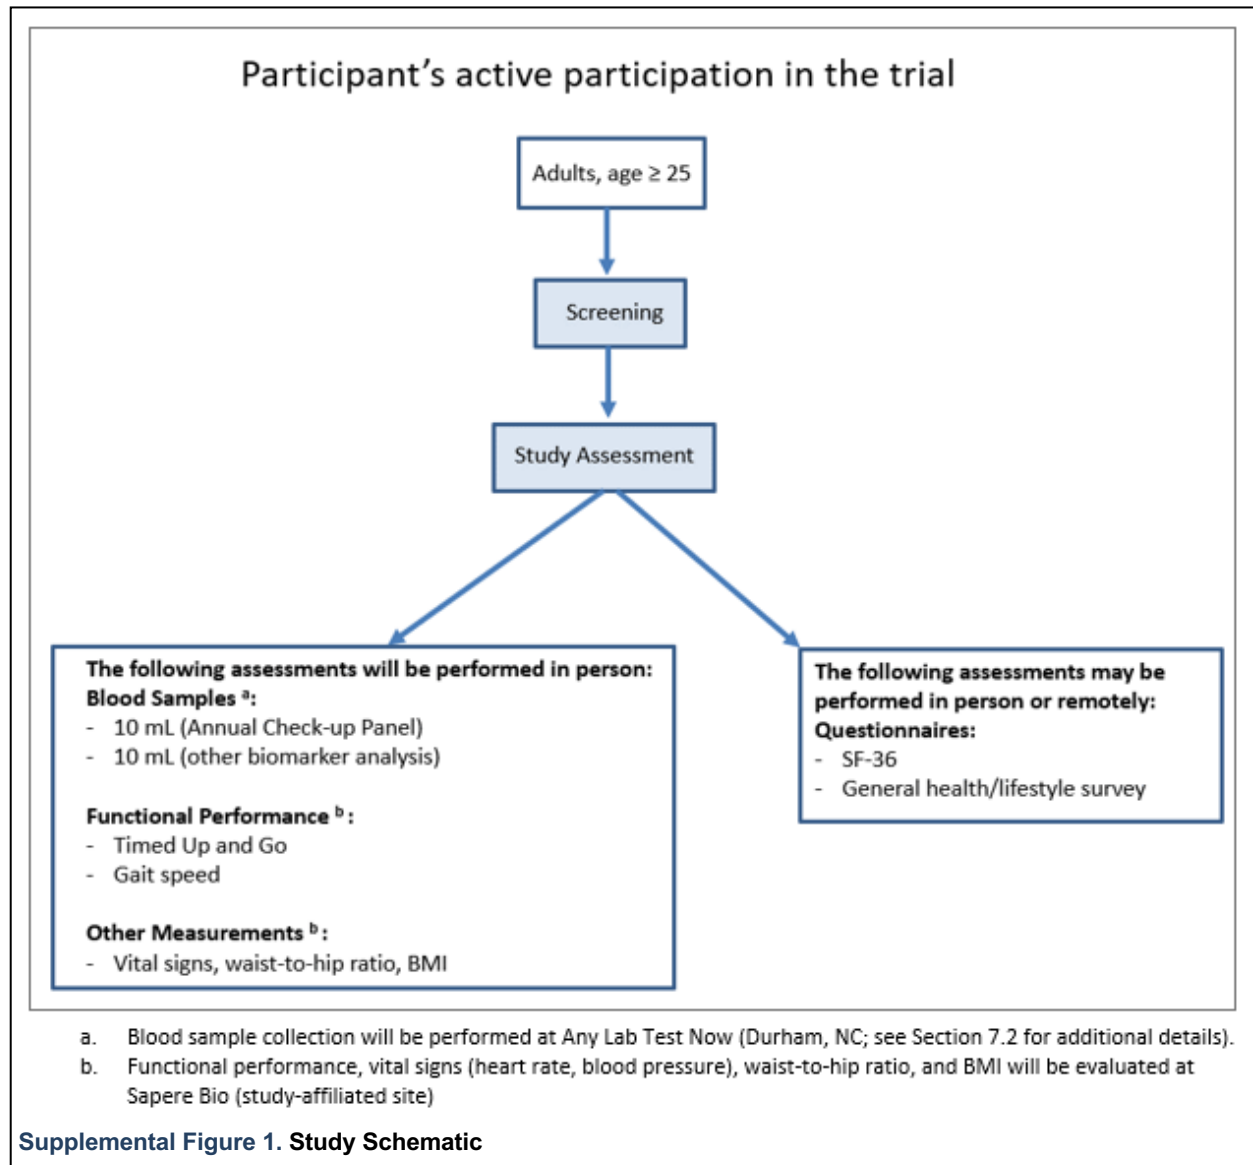 Participant's active participation in the trial
Adults, age ≥ 25
Screening
Study Assessment
The following assessments will be performed in person:
Blood Samples ᵃ:
- 10 mL (Annual Check-up Panel)
- 10 mL (other biomarker analysis)
Functional Performance ᵇ:
- Timed Up and Go
- Gait speed
Other Measurements ᵇ:
- Vital signs, waist-to-hip ratio, BMI
The following assessments may be
performed in person or remotely:
Questionnaires:
- SF-36
- General health/lifestyle survey
a. Blood sample collection will be performed at Any Lab Test Now (Durham, NC; see Section 7.2 for additional details).
b. Functional performance, vital signs (heart rate, blood pressure), waist-to-hip ratio, and BMI will be evaluated at
Sapere Bio (study-affiliated site)
Supplemental Figure 1. Study Schematic